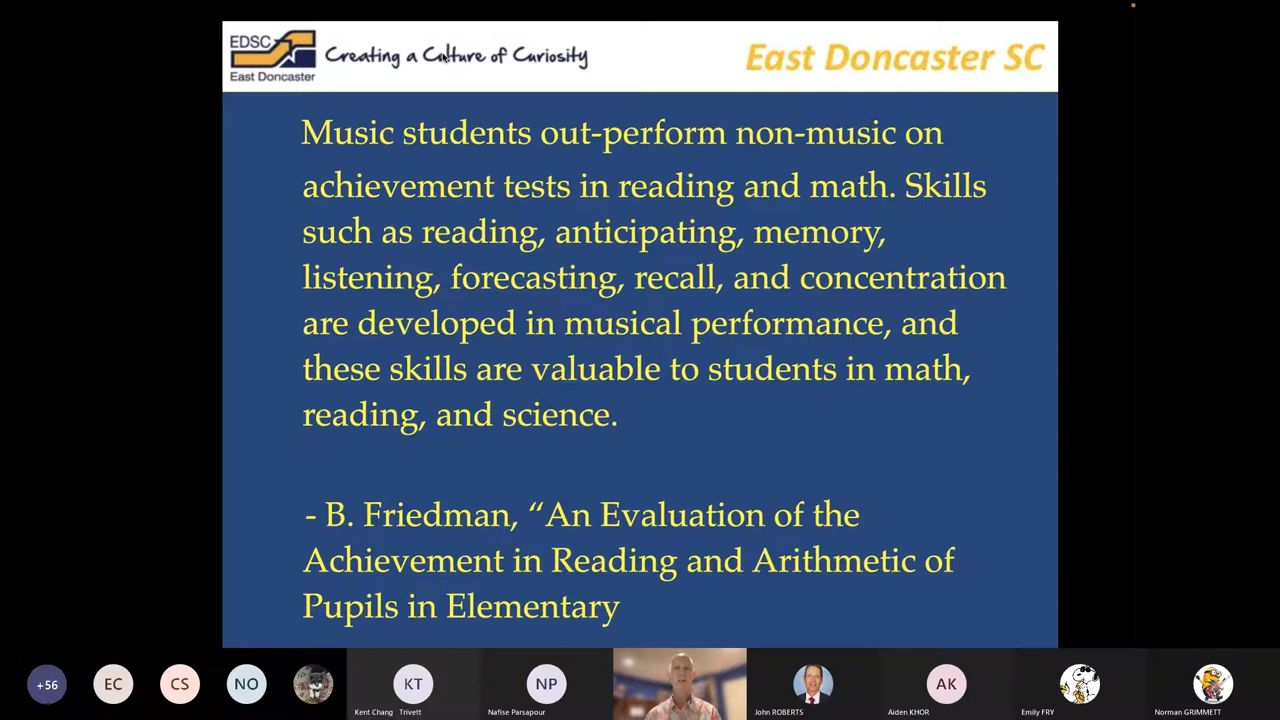 EDSC
East Doncaster
Creating a Culture of Curiosity
East Doncaster SC
Music students out-perform non-music on
achievement tests in reading and math. Skills
such as reading, anticipating, memory,
listening, forecasting, recall, and concentration
are developed in musical performance, and
these skills are valuable to students in math,
reading, and science.
- B. Friedman, “An Evaluation of the
Achievement in Reading and Arithmetic of
Pupils in Elementary
+56
EC
CS
NO
KT
NP
AK
Kent Chang Trivett
Nafise Parsapour
John ROBERTS
Aiden KHOR
Emily FRY
Norman GRIMMETT